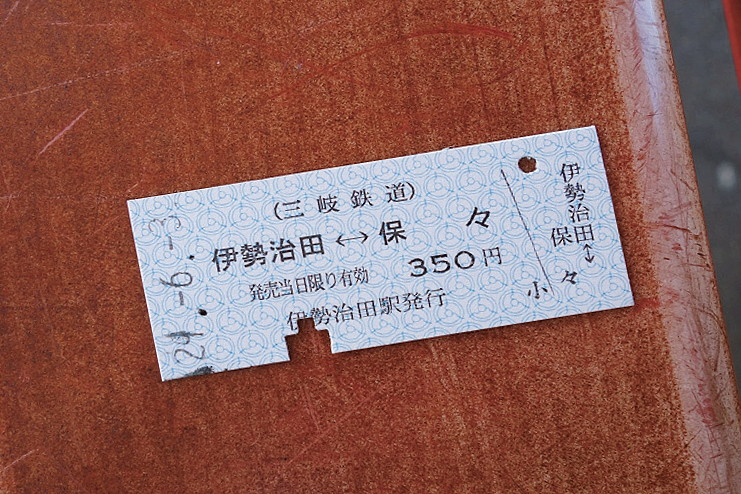 24.-6.-3
(三岐鉄道)
伊勢治田↔保々
発売当日限り有効 350円
伊勢治田駅発行
伊勢治田↔
保々
小